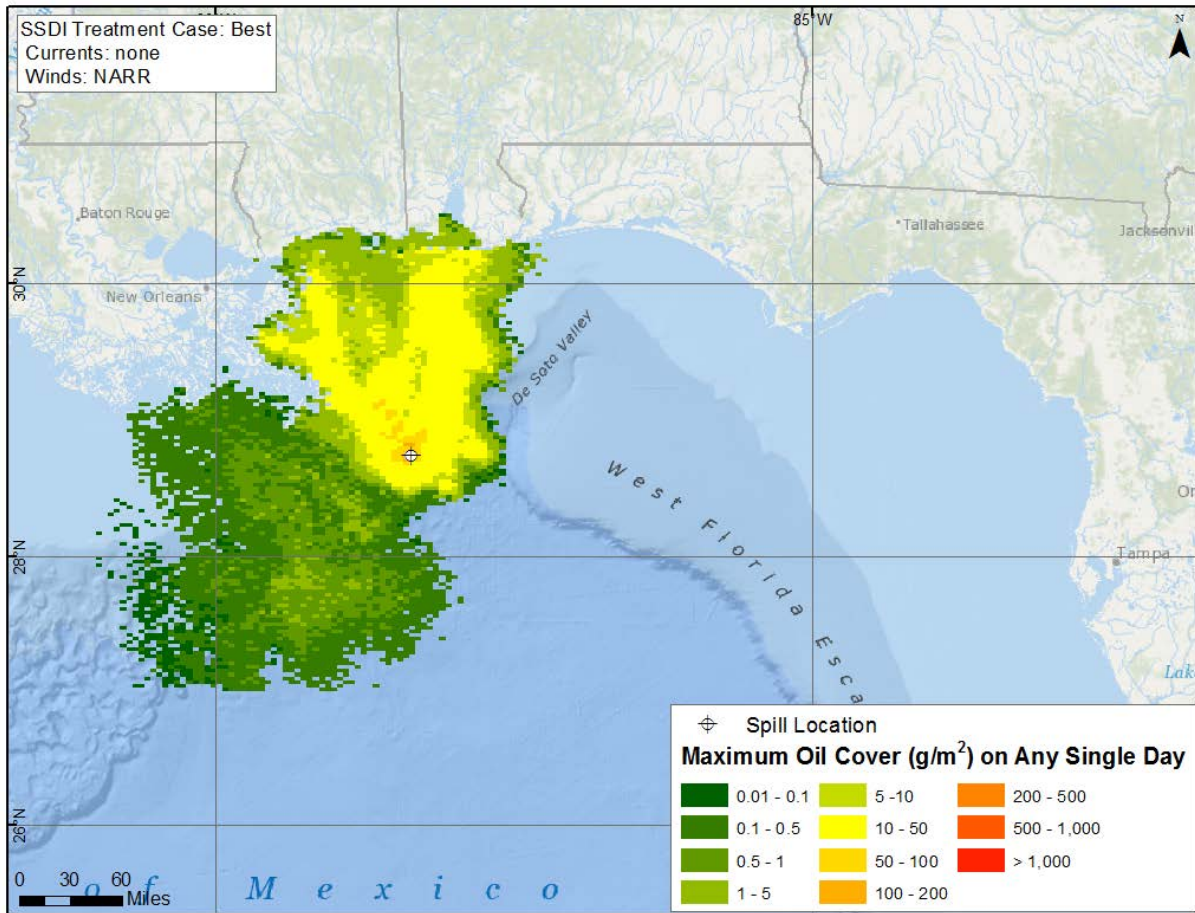 SSDI Treatment Case: Best
Currents: none
Winds: NARR
85°W
N
Baton Rouge
Tallahassee
Jacksonvil
30°N
New Orleans
De Soto Valley
West Florida Esca
28°N
Or
Tampa
Lake
26°N
0 30 60
Miles
of Mexico
Spill Location
Maximum Oil Cover (g/m²) on Any Single Day
0.01 - 0.1
5 -10
200 - 500
0.1 - 0.5
10 - 50
500 - 1,000
0.5 - 1
50 - 100
> 1,000
1 - 5
100 - 200